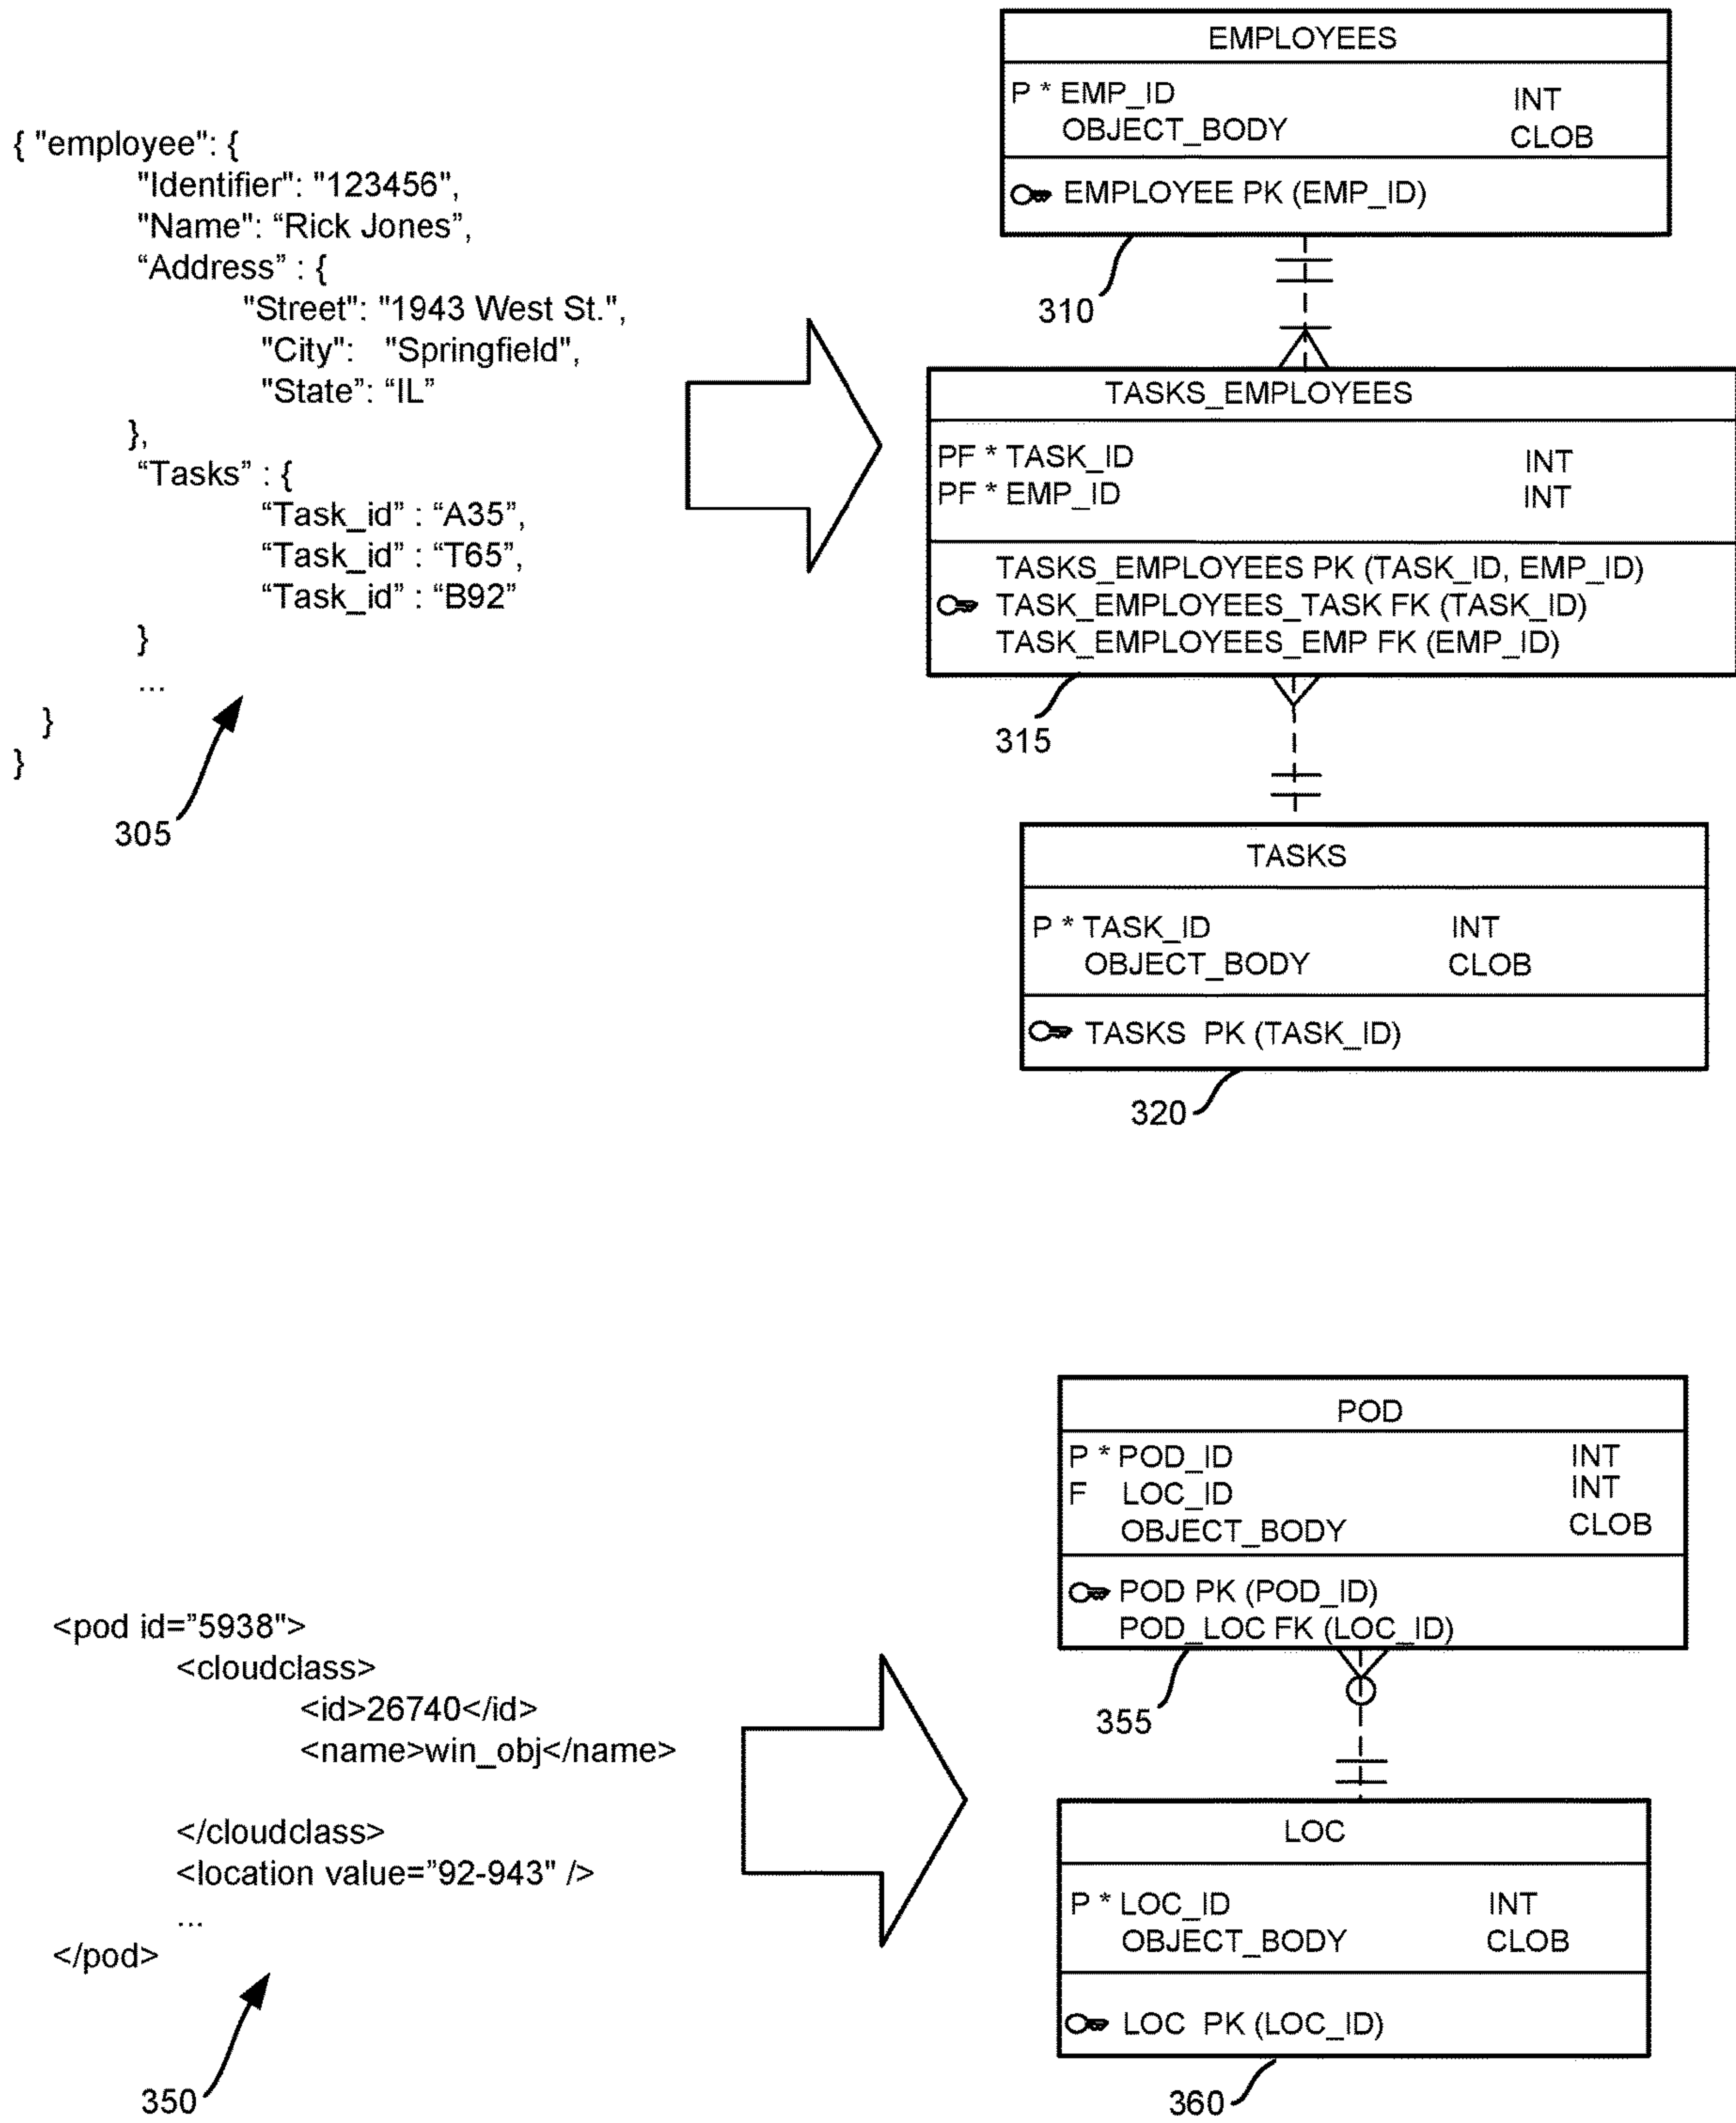 { "employee": {
"Identifier": "123456",
"Name": “Rick Jones”,
“Address” : {
"Street": "1943 West St.",
"City": "Springfield",
"State”: “IL”
},
“Tasks” : {
“Task_id” : “A35”,
“Task_id” : “T65”,
“Task_id” : “B92”
}
...
}
}
305
EMPLOYEES
P * EMP_ID INT
OBJECT_BODY CLOB
EMPLOYEE PK (EMP_ID)
310
TASKS_EMPLOYEES
PF * TASK_ID INT
PF * EMP_ID INT
TASKS_EMPLOYEES PK (TASK_ID, EMP_ID)
TASK_EMPLOYEES_TASK FK (TASK_ID)
TASK_EMPLOYEES_EMP FK (EMP_ID)
315
TASKS
P * TASK_ID INT
OBJECT_BODY CLOB
TASKS PK (TASK_ID)
320
<pod id=”5938">
<cloudclass>
<id>26740</id>
<name>win_obj</name>
</cloudclass>
<location value=”92-943" />
...
</pod>
350
POD
P * POD_ID INT
F LOC_ID INT
OBJECT_BODY CLOB
POD PK (POD_ID)
POD_LOC FK (LOC_ID)
355
LOC
P * LOC_ID INT
OBJECT_BODY CLOB
LOC PK (LOC_ID)
360